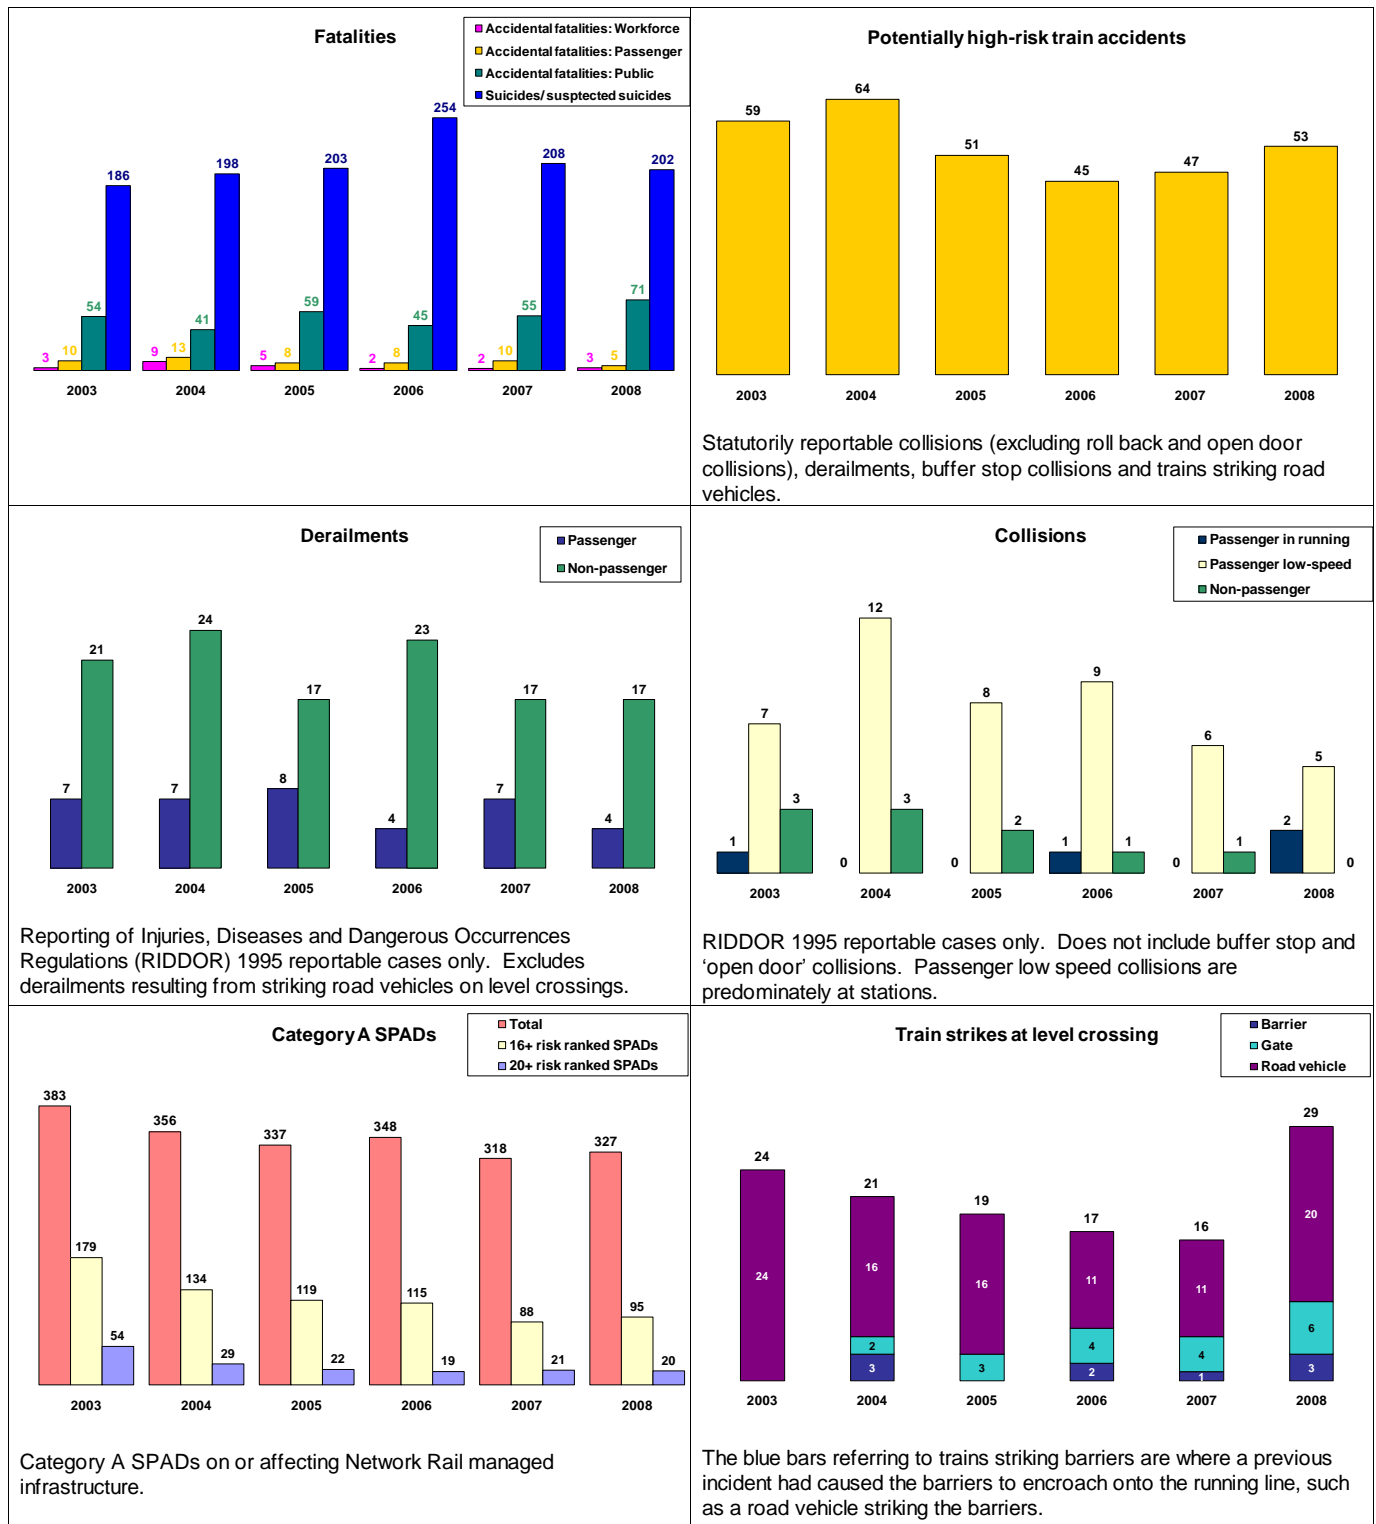 Fatalities
Accidental fatalities: Workforce
Accidental fatalities: Passenger
Accidental fatalities: Public
Suicides/ susptected suicides
3 10 54 186
9 13 41 198
5 8 59 203
2 8 45 254
2 10 55 208
3 5 71 202
2003 2004 2005 2006 2007 2008
Potentially high-risk train accidents
59 64 51 45 47 53
2003 2004 2005 2006 2007 2008
Statutorily reportable collisions (excluding roll back and open door
collisions), derailments, buffer stop collisions and trains striking road
vehicles.
Derailments
Passenger
Non-passenger
7 21
7 24
8 17
4 23
7 17
4 17
2003 2004 2005 2006 2007 2008
Reporting of Injuries, Diseases and Dangerous Occurrences
Regulations (RIDDOR) 1995 reportable cases only. Excludes
derailments resulting from striking road vehicles on level crossings.
Collisions
Passenger in running
Passenger low-speed
Non-passenger
1 7 3
0 12 3
0 8 2
1 9 1
0 6 1
2 5 0
2003 2004 2005 2006 2007 2008
RIDDOR 1995 reportable cases only. Does not include buffer stop and
‘open door’ collisions. Passenger low speed collisions are
predominately at stations.
Category A SPADs
Total
16+ risk ranked SPADs
20+ risk ranked SPADs
383 179 54
356 134 29
337 119 22
348 115 19
318 88 21
327 95 20
2003 2004 2005 2006 2007 2008
Category A SPADs on or affecting Network Rail managed
infrastructure.
Train strikes at level crossing
Barrier
Gate
Road vehicle
24 24
21 16 2 3
19 16 3
17 11 4 2
16 11 4 1
29 20 6 3
2003 2004 2005 2006 2007 2008
The blue bars referring to trains striking barriers are where a previous
incident had caused the barriers to encroach onto the running line, such
as a road vehicle striking the barriers.